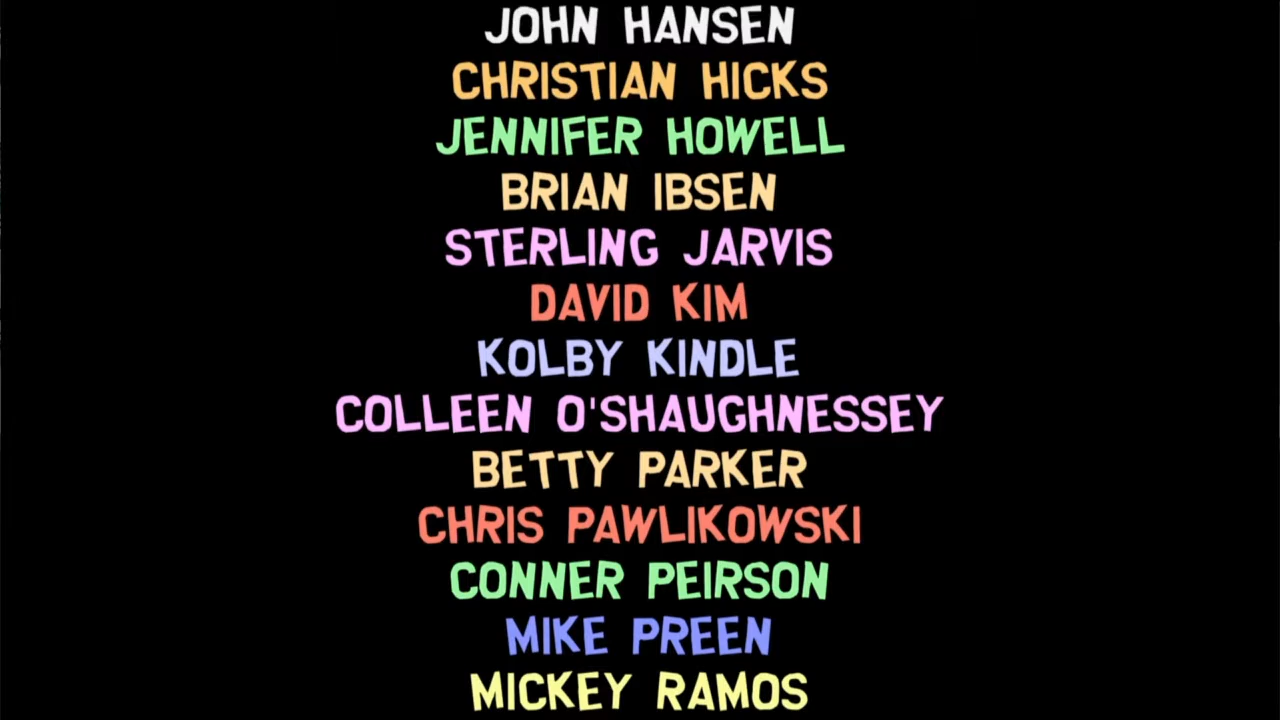 JOHN HANSEN
CHRISTIAN HICKS
JENNIFER HOWELL
BRIAN IBSEN
STERLING JARVIS
DAVID KIM
KOLBY KINDLE
COLLEEN O'SHAUGHNESSEY
BETTY PARKER
CHRIS PAWLIKOWSKI
CONNER PEIRSON
MIKE PREEN
MICKEY RAMOS